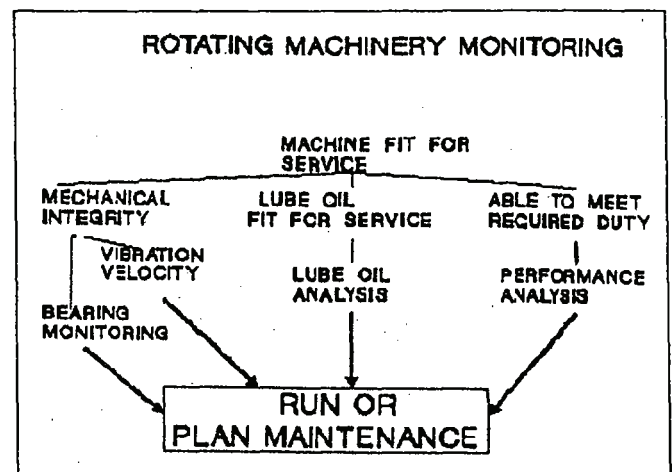 ROTATING MACHINERY MONITORING
MACHINE FIT FOR
SERVICE
MECHANICAL
INTEGRITY
LUBE OIL
FIT FOR SERVICE
ABLE TO MEET
REQUIRED DUTY
VIBRATION
VELOCITY
LUBE OIL
ANALYSIS
PERFORMANCE
ANALYSIS
BEARING
MONITORING
RUN OR
PLAN MAINTENANCE